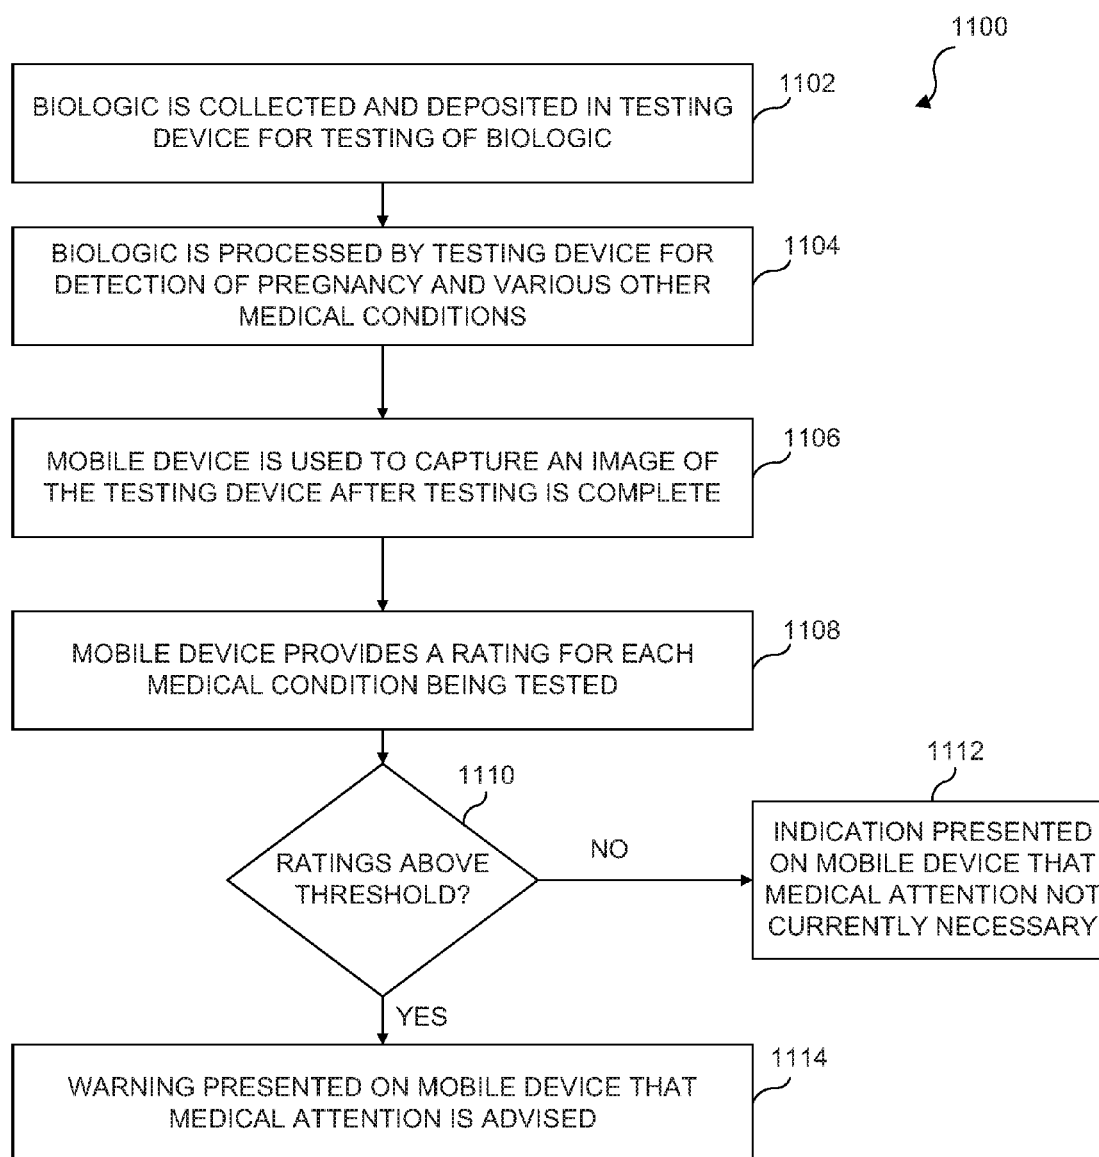 1100
BIOLOGIC IS COLLECTED AND DEPOSITED IN TESTING
DEVICE FOR TESTING OF BIOLOGIC
1102
BIOLOGIC IS PROCESSED BY TESTING DEVICE FOR
DETECTION OF PREGNANCY AND VARIOUS OTHER
MEDICAL CONDITIONS
1104
MOBILE DEVICE IS USED TO CAPTURE AN IMAGE OF
THE TESTING DEVICE AFTER TESTING IS COMPLETE
1106
MOBILE DEVICE PROVIDES A RATING FOR EACH
MEDICAL CONDITION BEING TESTED
1108
RATINGS ABOVE
THRESHOLD?
1110
NO
1112
INDICATION PRESENTED
ON MOBILE DEVICE THAT
MEDICAL ATTENTION NOT
CURRENTLY NECESSARY
YES
WARNING PRESENTED ON MOBILE DEVICE THAT
MEDICAL ATTENTION IS ADVISED
1114